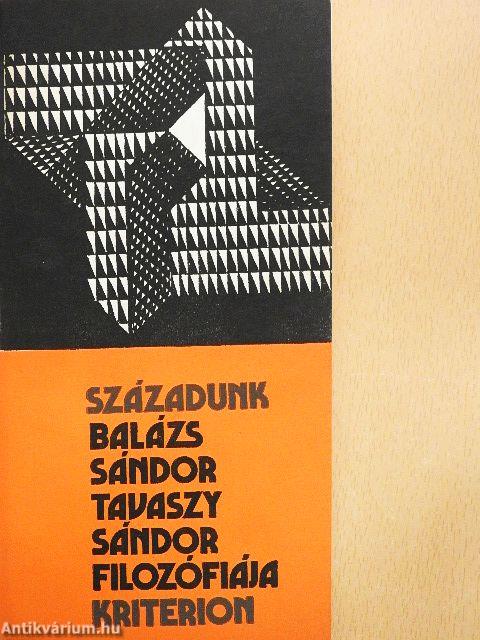 SZÁZADUNK
BALÁZS
SÁNDOR
TAVASZY
SÁNDOR
FILOZÓFIÁJA
KRITERION
Antikvárium.hu